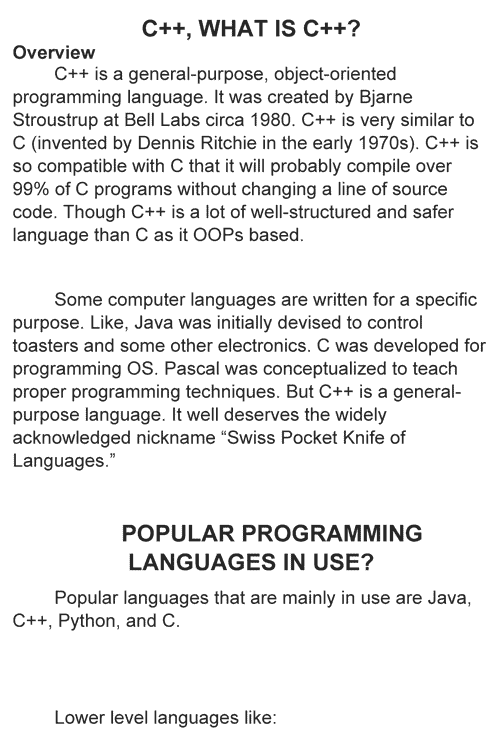 C++, WHAT IS C++?
Overview
C++ is a general-purpose, object-oriented
programming language. It was created by Bjarne
Stroustrup at Bell Labs circa 1980. C++ is very similar to
C (invented by Dennis Ritchie in the early 1970s). C++ is
so compatible with C that it will probably compile over
99% of C programs without changing a line of source
code. Though C++ is a lot of well-structured and safer
language than C as it OOPs based.
Some computer languages are written for a specific
purpose. Like, Java was initially devised to control
toasters and some other electronics. C was developed for
programming OS. Pascal was conceptualized to teach
proper programming techniques. But C++ is a general-
purpose language. It well deserves the widely
acknowledged nickname “Swiss Pocket Knife of
Languages.”
POPULAR PROGRAMMING
LANGUAGES IN USE?
Popular languages that are mainly in use are Java,
C++, Python, and C.
Lower level languages like: